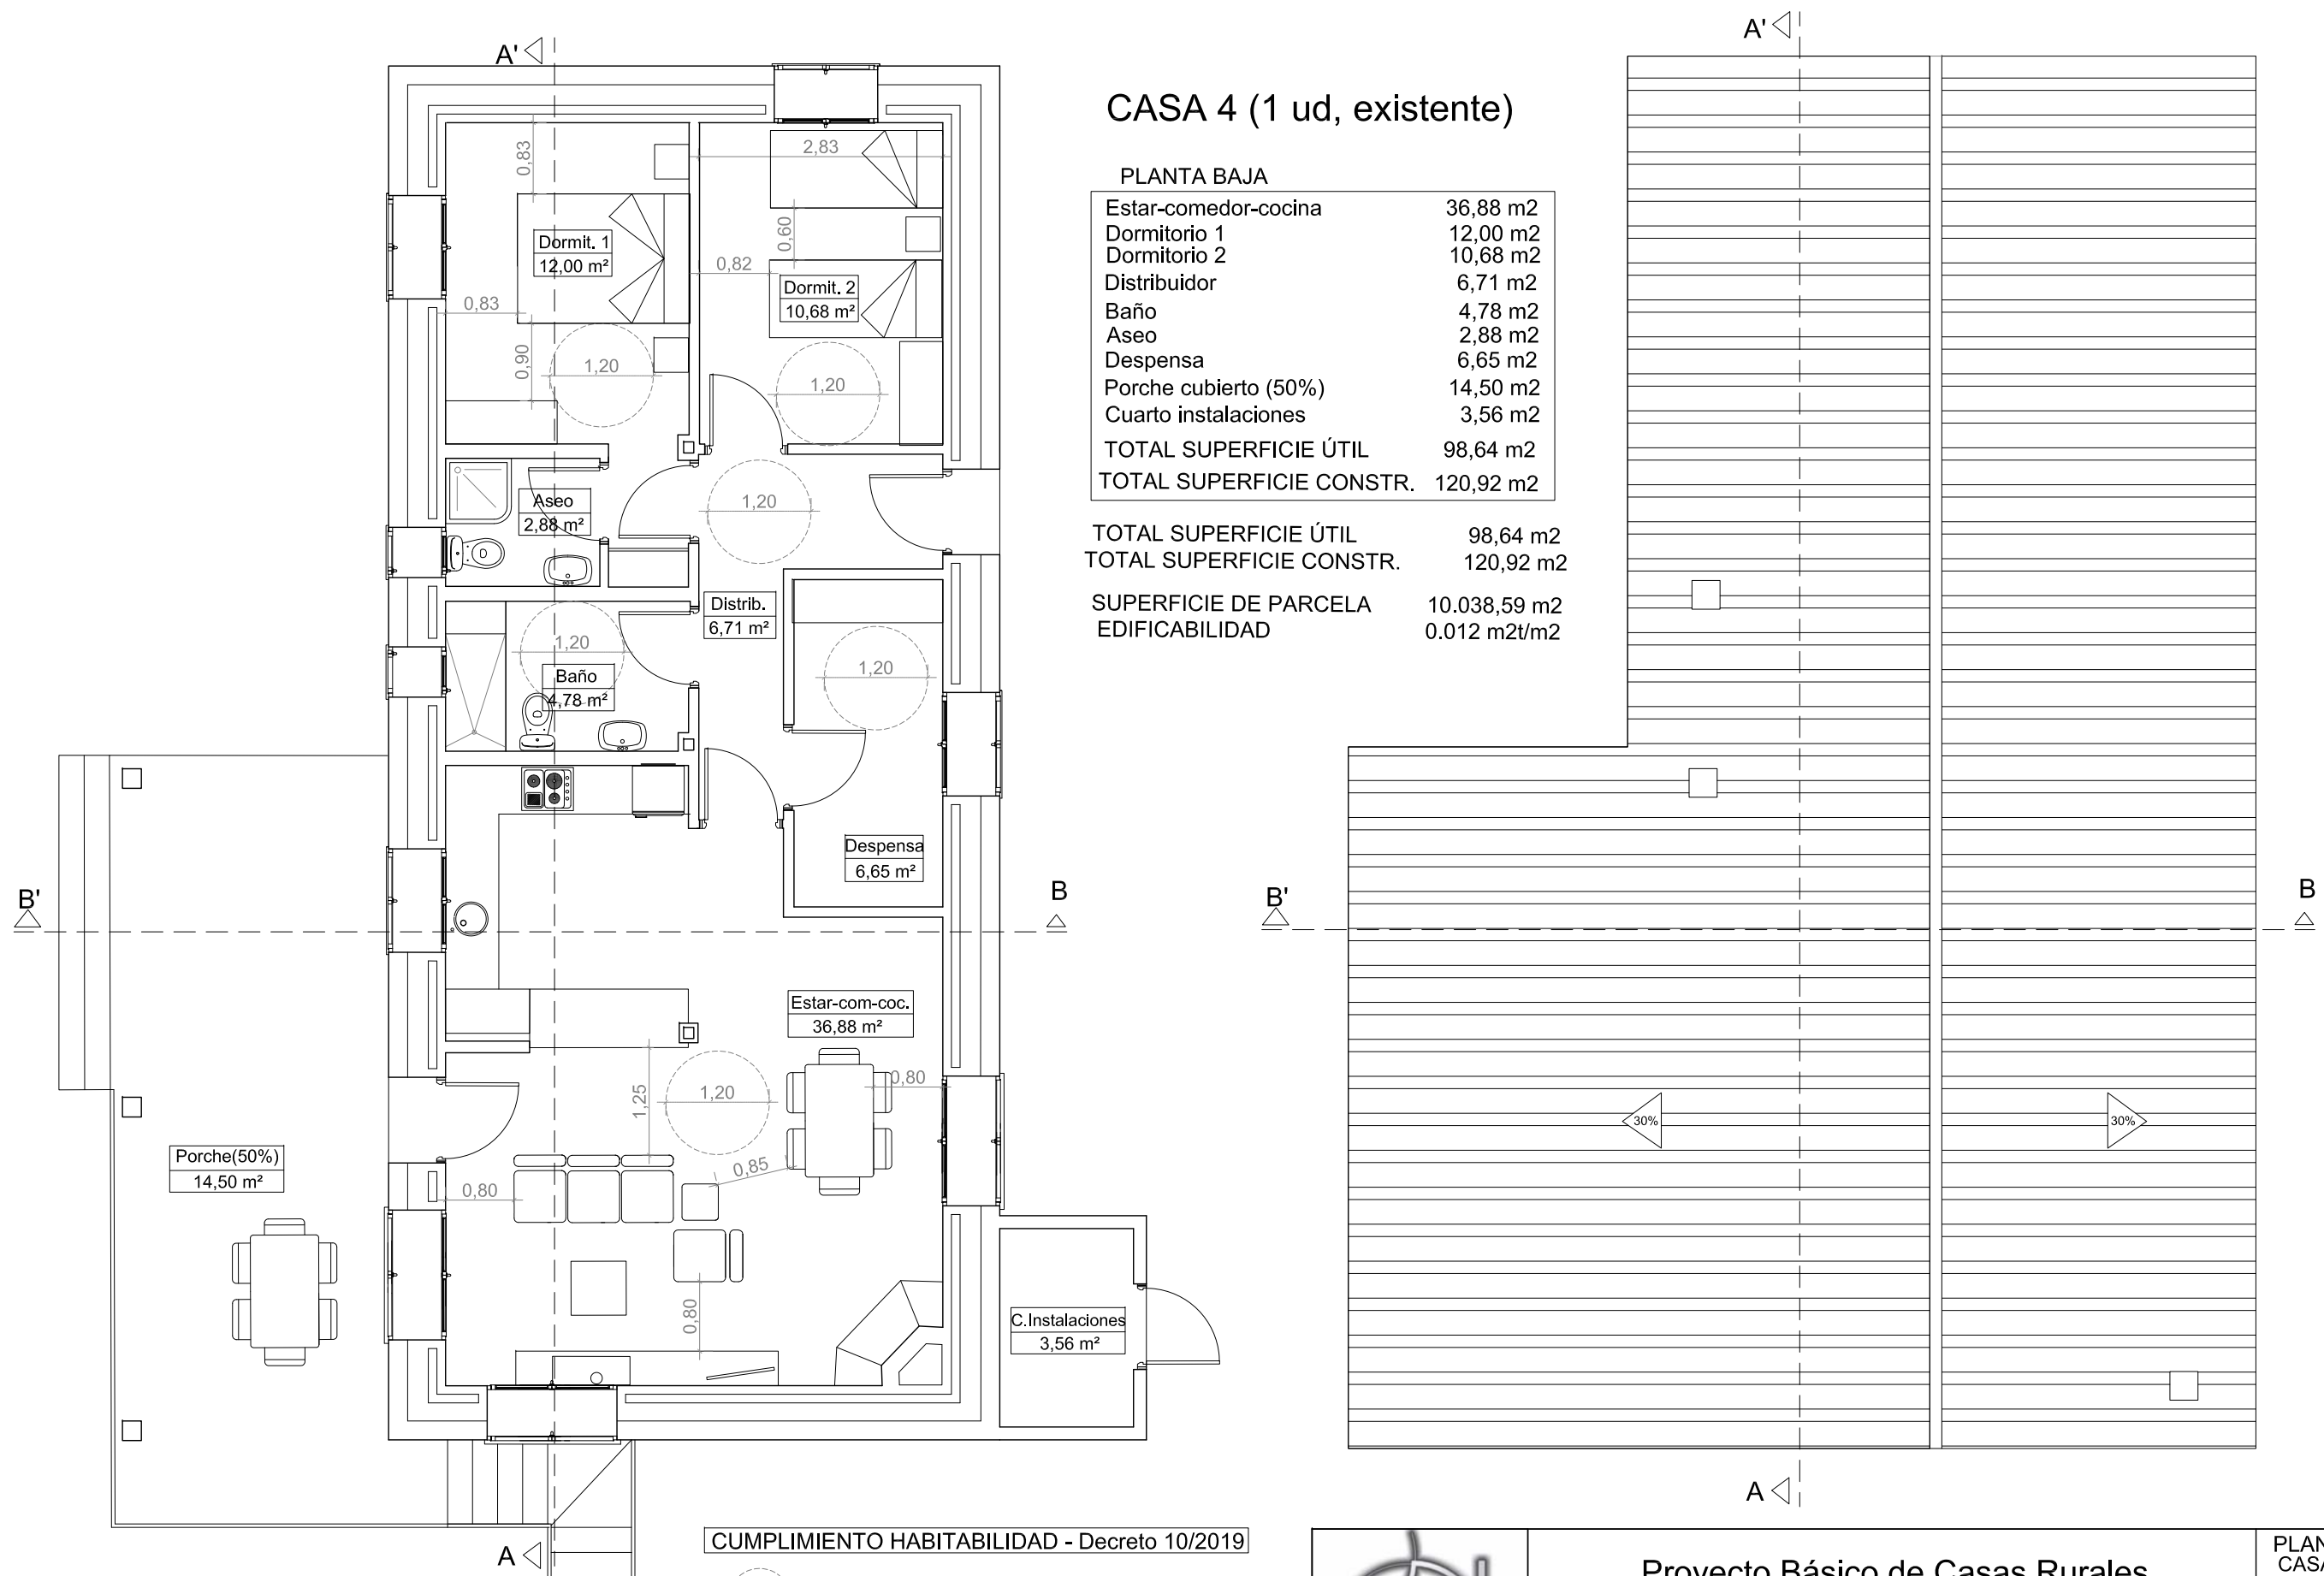 A'
A'
CASA 4 (1 ud, existente)
PLANTA BAJA
Estar-comedor-cocina 36,88 m2
Dormitorio 1 12,00 m2
Dormitorio 2 10,68 m2
Distribuidor 6,71 m2
Baño 4,78 m2
Aseo 2,88 m2
Despensa 6,65 m2
Porche cubierto (50%) 14,50 m2
Cuarto instalaciones 3,56 m2
TOTAL SUPERFICIE ÚTIL 98,64 m2
TOTAL SUPERFICIE CONSTR. 120,92 m2
TOTAL SUPERFICIE ÚTIL 98,64 m2
TOTAL SUPERFICIE CONSTR. 120,92 m2
SUPERFICIE DE PARCELA 10.038,59 m2
EDIFICABILIDAD 0.012 m2t/m2
0,83
2,83
Dormit. 1
12,00 m²
0,60
0,82
Dormit. 2
10,68 m²
0,83
0,90
1,20
1,20
Aseo
2,88 m²
1,20
Distrib.
6,71 m²
1,20
Baño
4,78 m²
1,20
Despensa
6,65 m²
B'
B
B'
B
Estar-com-coc.
36,88 m²
1,25
1,20
0,80
0,85
0,80
Porche(50%)
14,50 m²
0,80
C.Instalaciones
3,56 m²
30%
30%
A
A
CUMPLIMIENTO HABITABILIDAD - Decreto 10/2019
Proyecto Básico de Casas Rurales
PLAN
CASA